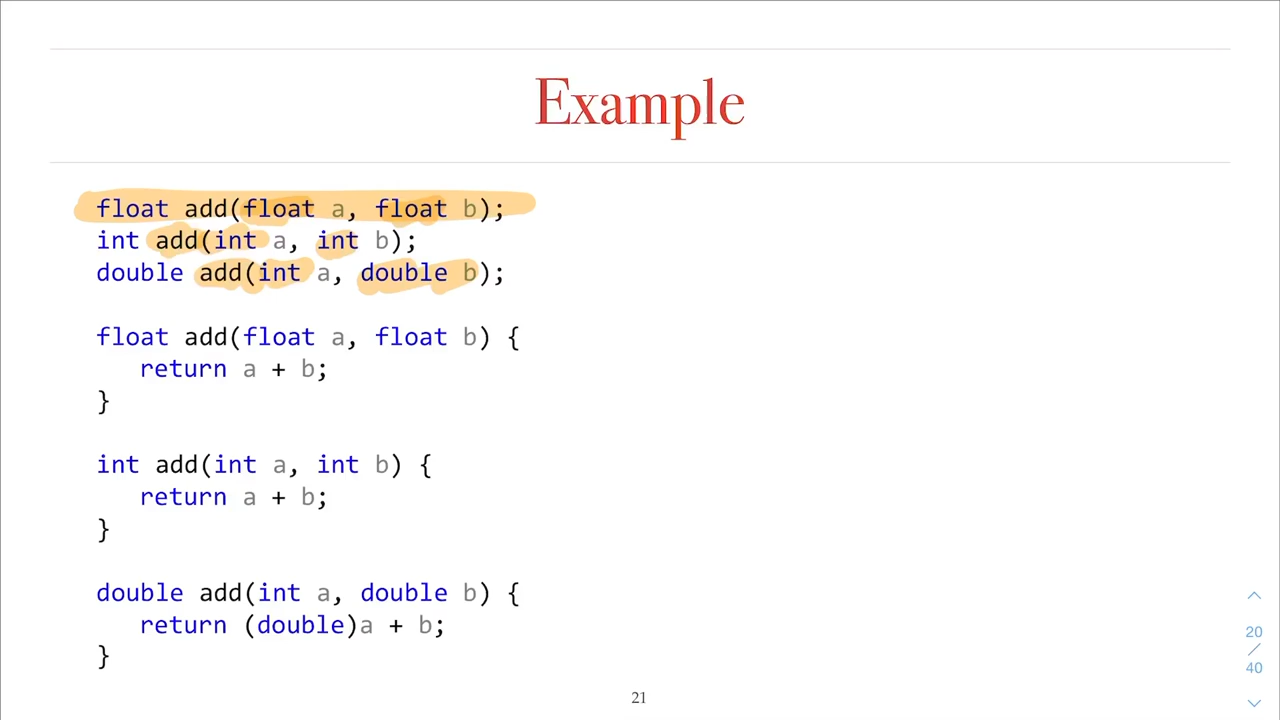 Example
float add(float a, float b);
int add(int a, int b);
double add(int a, double b);
float add(float a, float b) {
   return a + b;
}
int add(int a, int b) {
   return a + b;
}
double add(int a, double b) {
   return (double)a + b;
}
20
/
40
21